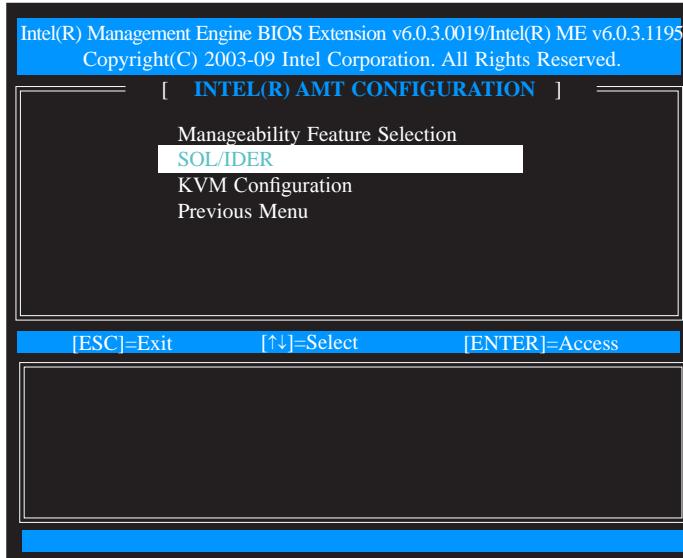 Intel(R) Management Engine BIOS Extension v6.0.3.0019/Intel(R) ME v6.0.3.1195
Copyright(C) 2003-09 Intel Corporation. All Rights Reserved.
[ INTEL(R) AMT CONFIGURATION ]
Manageability Feature Selection
SOL/IDER
KVM Configuration
Previous Menu
[ESC]=Exit [↑↓]=Select [ENTER]=Access